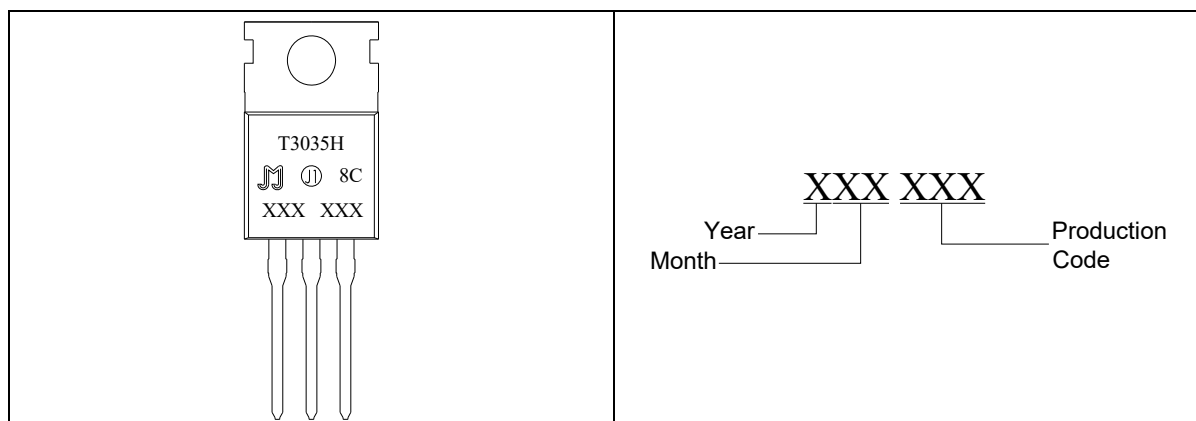 T3035H
J1 8C
XXX XXX
XXX XXX
Year
Month
Production
Code